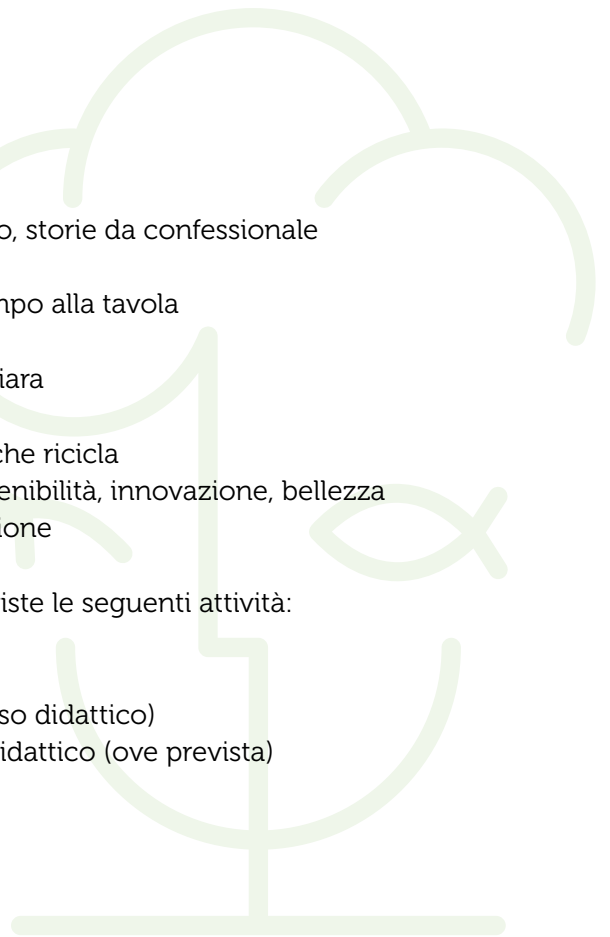 o, storie da confessionale
npo alla tavola
iara
che ricicla
enibilità, innovazione, bellezza
ione
iste le seguenti attività:
so didattico)
idattico (ove prevista)